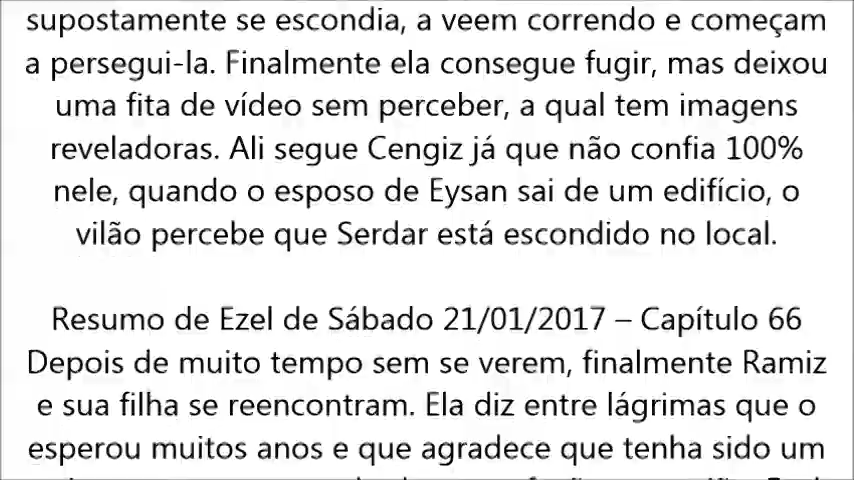 supostamente se escondia, a veem correndo e começam
a persegui-la. Finalmente ela consegue fugir, mas deixou
uma fita de vídeo sem perceber, a qual tem imagens
reveladoras. Ali segue Cengiz já que não confia 100%
nele, quando o esposo de Eysan sai de um edifício, o
vilão percebe que Serdar está escondido no local.
Resumo de Ezel de Sábado 21/01/2017 – Capítulo 66
Depois de muito tempo sem se verem, finalmente Ramiz
e sua filha se reencontram. Ela diz entre lágrimas que o
esperou muitos anos e que agradece que tenha sido um